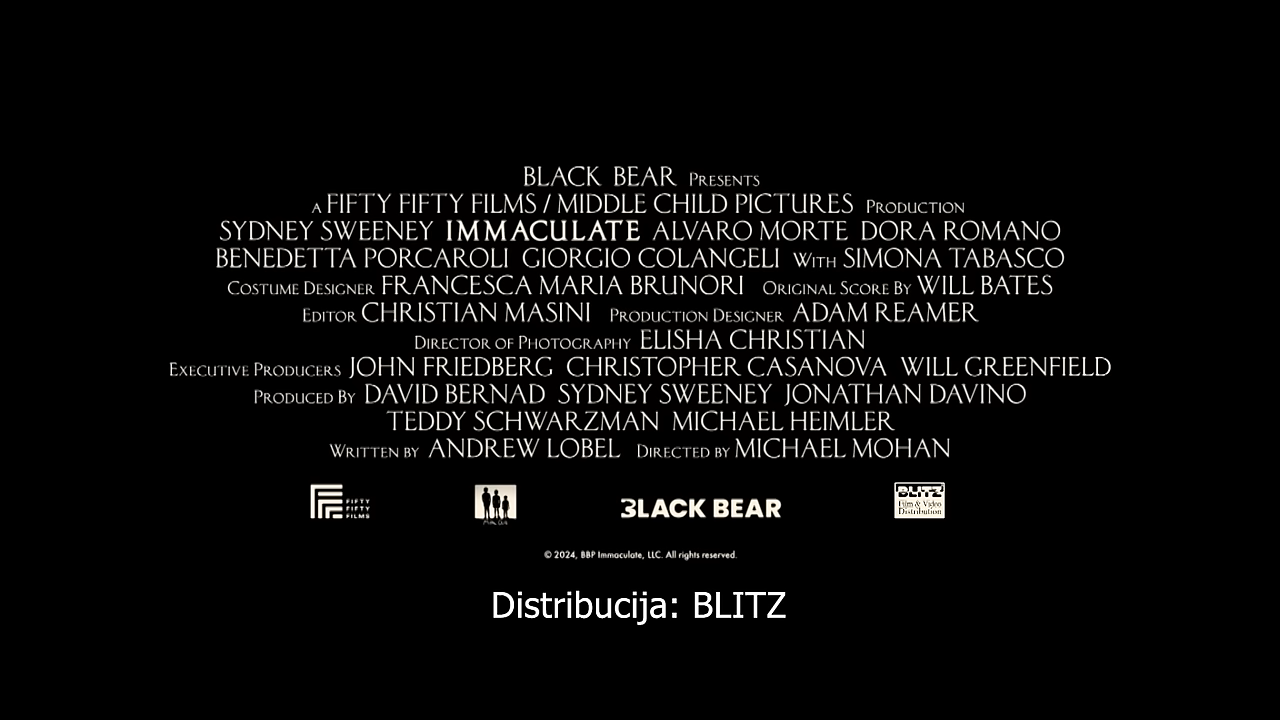 BLACK BEAR PRESENTS
A FIFTY FIFTY FILMS / MIDDLE CHILD PICTURES PRODUCTION
SYDNEY SWEENEY IMMACULATE ALVARO MORTE DORA ROMANO
BENEDETTA PORCAROLI GIORGIO COLANGELI WITH SIMONA TABASCO
COSTUME DESIGNER FRANCESCA MARIA BRUNORI ORIGINAL SCORE BY WILL BATES
EDITOR CHRISTIAN MASINI PRODUCTION DESIGNER ADAM REAMER
DIRECTOR OF PHOTOGRAPHY ELISHA CHRISTIAN
EXECUTIVE PRODUCERS JOHN FRIEDBERG CHRISTOPHER CASANOVA WILL GREENFIELD
PRODUCED BY DAVID BERNAD SYDNEY SWEENEY JONATHAN DAVINO
TEDDY SCHWARZMAN MICHAEL HEIMLER
WRITTEN BY ANDREW LOBEL DIRECTED BY MICHAEL MOHAN
FIFTY
FIFTY
FILMS
BLACK BEAR
BLITZ
Film & Video
Distribution
© 2024, BBP Immaculate, LLC. All rights reserved.
Distribucija: BLITZ